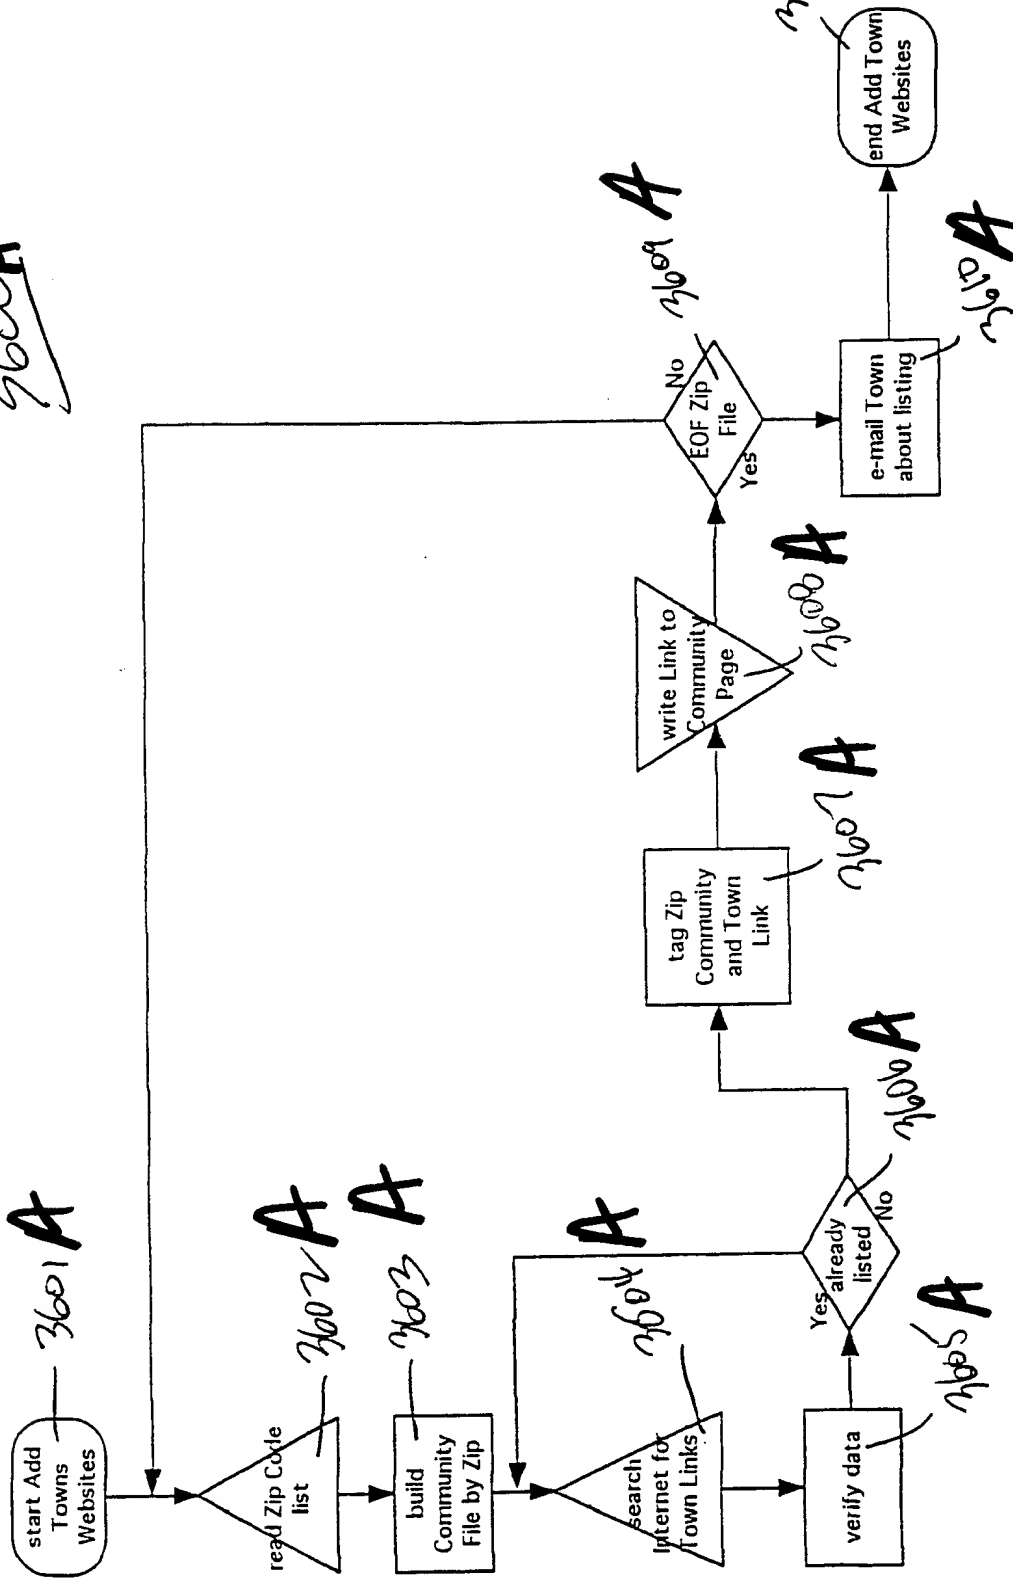 3600A
start Add
Towns
Websites
3601A
read Zip Code
list
3602A
build
Community
File by Zip
3603A
search
Internet for
Town Links
3604A
verify data
3605A
already
listed
Yes
No
3606A
tag Zip
Community
and Town
Link
3607A
write Link to
Community
Page
3608A
EOF Zip
File
No
Yes
3609A
e-mail Town
about listing
3610A
end Add Town
Websites